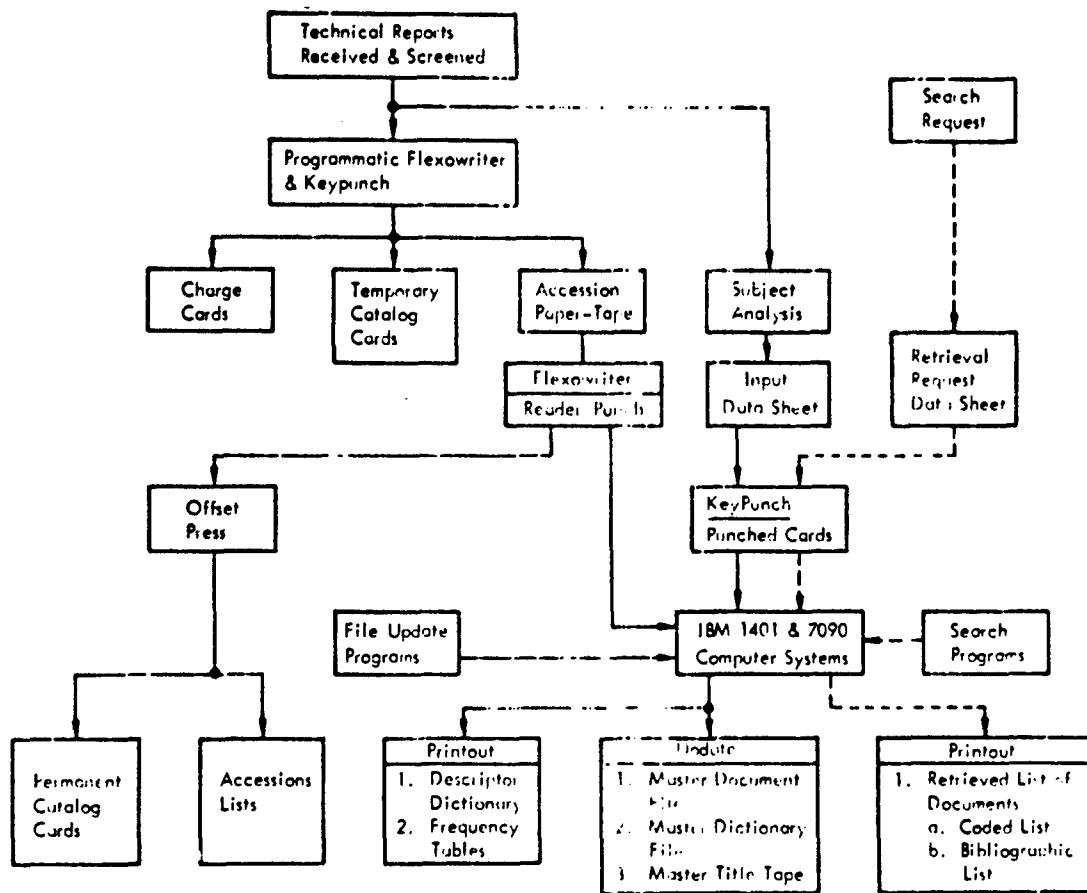 Technical Reports
Received & Screened
Search
Request
Programmatic Flexowriter
& Keypunch
Charge
Cards
Temporary
Catalog
Cards
Accession
Paper-Tape
Subject
Analysis
Retrieval
Request
Data Sheet
Flexowriter
Reader Punch
Input
Data Sheet
Offset
Press
KeyPunch
Punched Cards
File Update
Programs
IBM 1401 & 7090
Computer Systems
Search
Programs
Permanent
Catalog
Cards
Accessions
Lists
Printout
1. Descriptor
Dictionary
2. Frequency
Tables
Update
1. Master Document
File
2. Master Dictionary
File
3 Master Title Tape
Printout
1. Retrieved List of
Documents
a. Coded List
b. Bibliographic
List